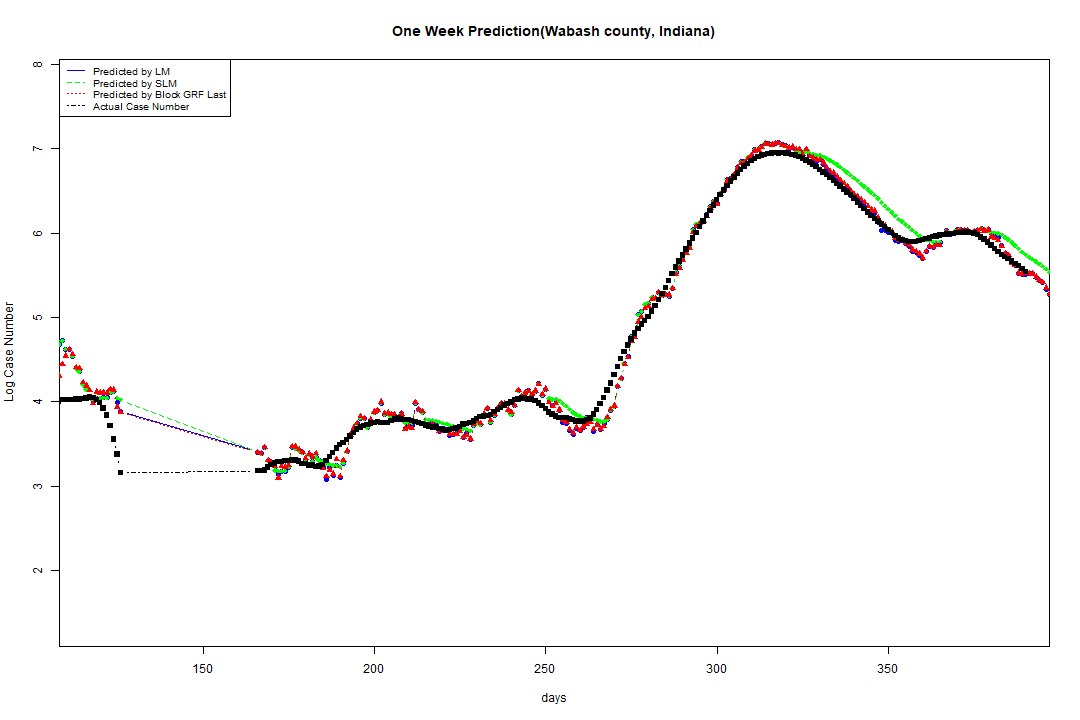 One Week Prediction(Wabash county, Indiana)
Predicted by LM
Predicted by SLM
Predicted by Block GRF Last
Actual Case Number
8
7
6
5
4
3
2
Log Case Number
150 200 250 300 350
days